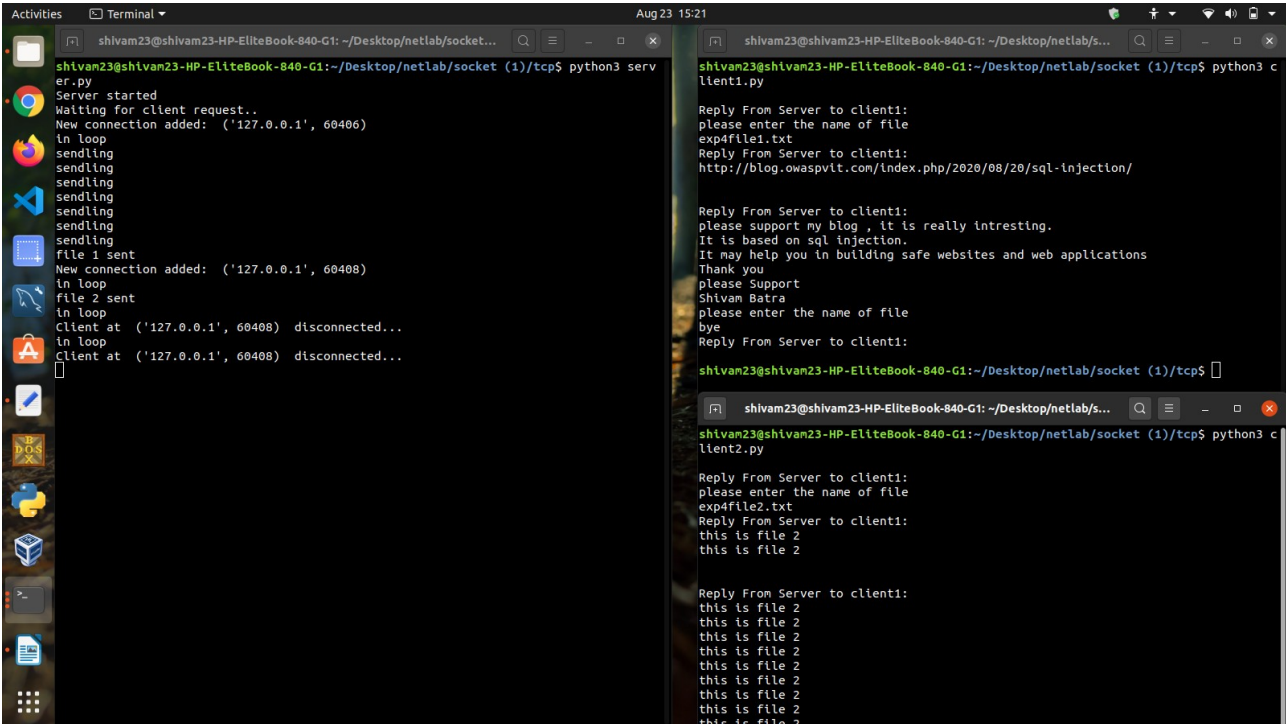 Activities
Terminal
Aug 23 15:21
shivam23@shivam23-HP-EliteBook-840-G1: ~/Desktop/netlab/socket...
shivam23@shivam23-HP-EliteBook-840-G1:~/Desktop/netlab/socket (1)/tcp$ python3 serv
er.py
Server started
Waiting for client request..
New connection added:  ('127.0.0.1', 60406)
in loop
sendling
sendling
sendling
sendling
sendling
sendling
sendling
file 1 sent
New connection added:  ('127.0.0.1', 60408)
in loop
file 2 sent
in loop
Client at  ('127.0.0.1', 60408)  disconnected...
in loop
Client at  ('127.0.0.1', 60408)  disconnected...
shivam23@shivam23-HP-EliteBook-840-G1: ~/Desktop/netlab/s...
shivam23@shivam23-HP-EliteBook-840-G1:~/Desktop/netlab/socket (1)/tcp$ python3 c
lient1.py
Reply From Server to client1:
please enter the name of file
exp4file1.txt
Reply From Server to client1:
http://blog.owaspvit.com/index.php/2020/08/20/sql-injection/
Reply From Server to client1:
please support my blog , it is really intresting.
It is based on sql injection.
It may help you in building safe websites and web applications
Thank you
please Support
Shivam Batra
please enter the name of file
bye
Reply From Server to client1:
shivam23@shivam23-HP-EliteBook-840-G1:~/Desktop/netlab/socket (1)/tcp$
shivam23@shivam23-HP-EliteBook-840-G1: ~/Desktop/netlab/s...
shivam23@shivam23-HP-EliteBook-840-G1:~/Desktop/netlab/socket (1)/tcp$ python3 c
lient2.py
Reply From Server to client1:
please enter the name of file
exp4file2.txt
Reply From Server to client1:
this is file 2
this is file 2
Reply From Server to client1:
this is file 2
this is file 2
this is file 2
this is file 2
this is file 2
this is file 2
this is file 2
this is file 2
this is file 2